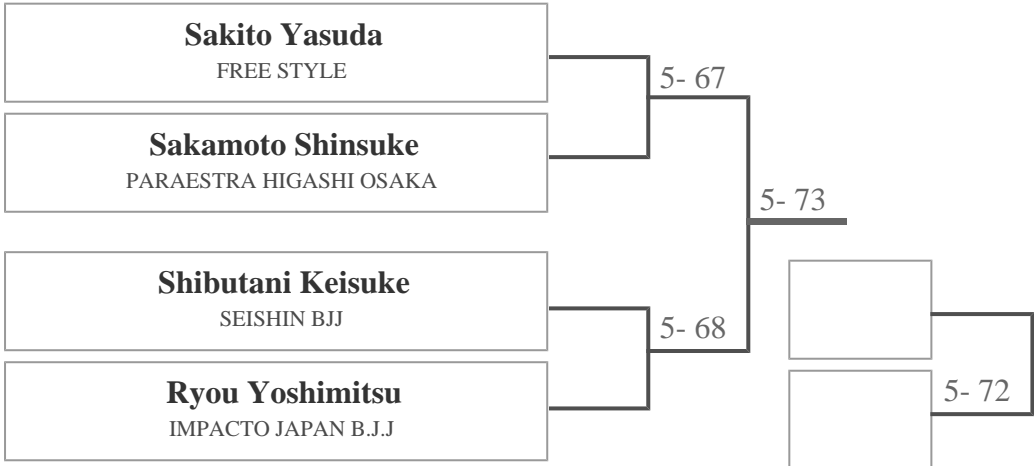 Sakito Yasuda
FREE STYLE
5- 67
Sakamoto Shinsuke
PARAESTRA HIGASHI OSAKA
5- 73
Shibutani Keisuke
SEISHIN BJJ
5- 68
Ryou Yoshimitsu
IMPACTO JAPAN B.J.J
5- 72